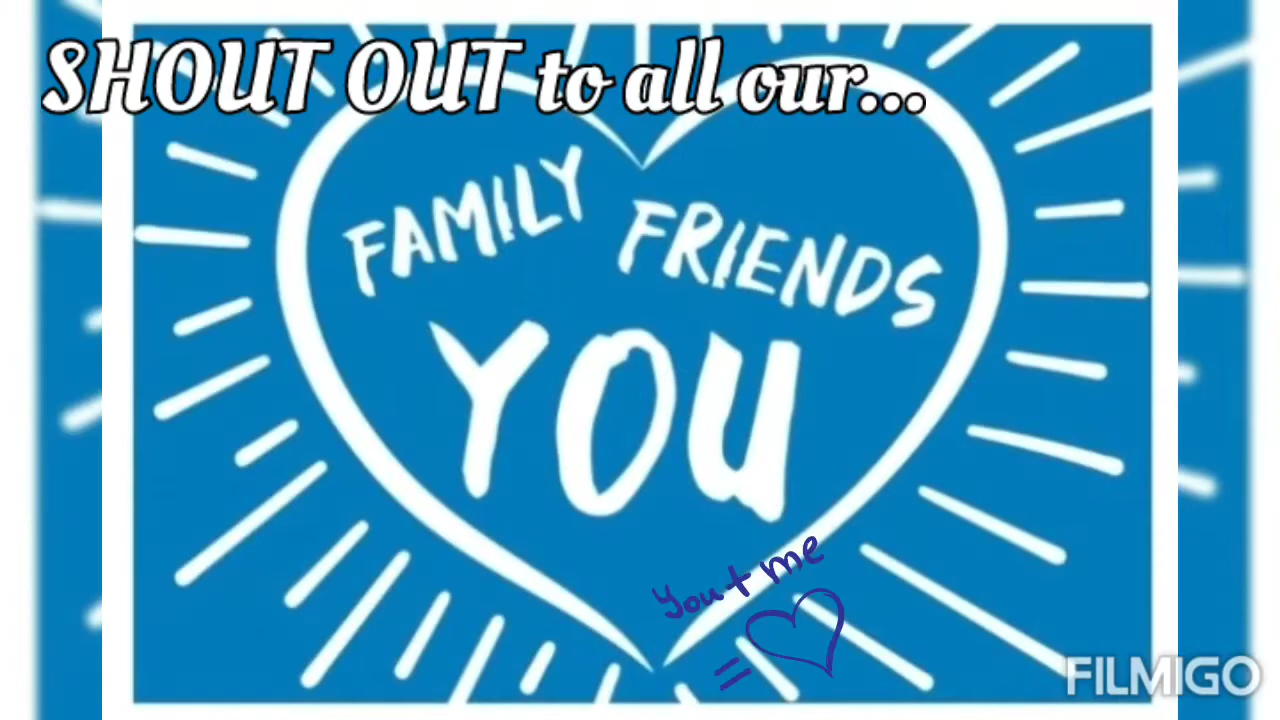 SHOUT OUT to all our...
FAMILY FRIENDS
YOU
You + me
= ♡
FILMIGO